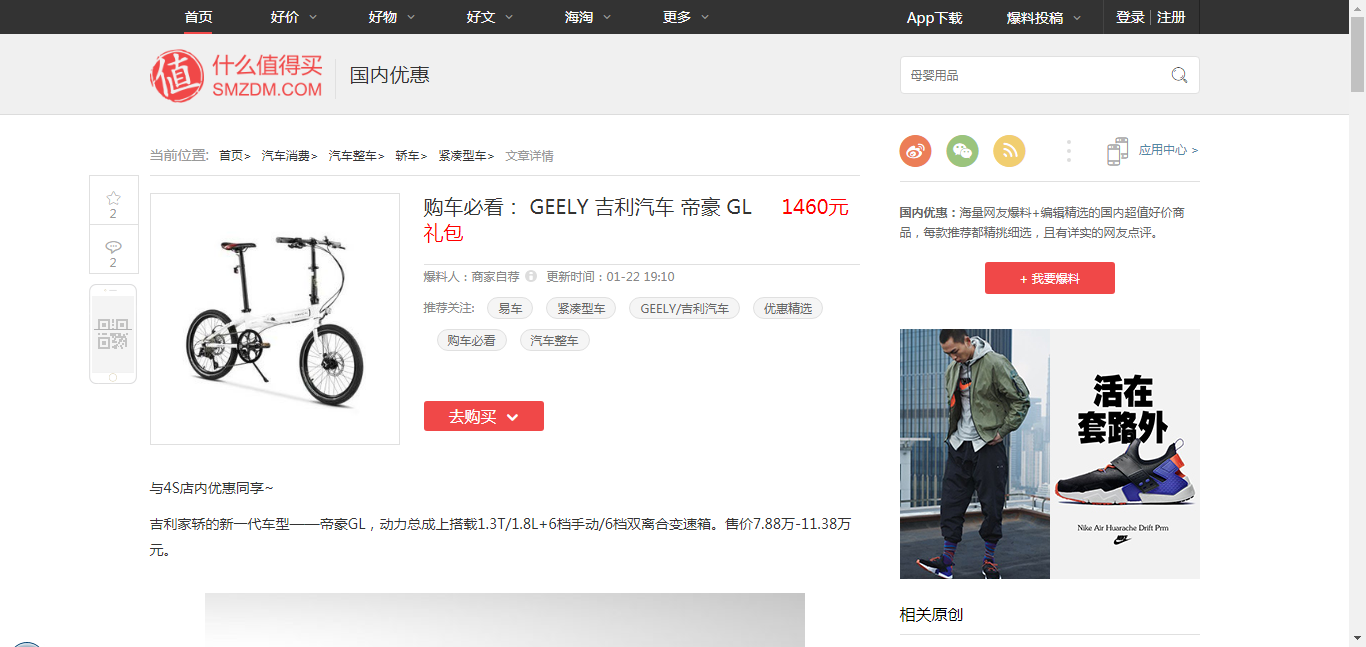 首页
好价
好物
好文
海淘
更多
App下载
爆料投稿
登录
注册
值
什么值得买
SMZDM.COM
国内优惠
母婴用品
当前位置: 首页> 汽车消费> 汽车整车> 轿车> 紧凑型车> 文章详情
应用中心 >
2
2
购车必看： GEELY 吉利汽车 帝豪 GL 1460元
礼包
爆料人：商家自荐 更新时间：01-22 19:10
推荐关注: 易车 紧凑型车 GEELY/吉利汽车 优惠精选
购车必看 汽车整车
去购买
国内优惠：海量网友爆料+编辑精选的国内超值好价商
品，每款推荐都精挑细选，且有详实的网友点评。
+ 我要爆料
活在
套路外
Nike Air Huarache Drift Prm
与4S店内优惠同享~
吉利家轿的新一代车型——帝豪GL，动力总成上搭载1.3T/1.8L+6档手动/6档双离合变速箱。售价7.88万-11.38万
元。
相关原创